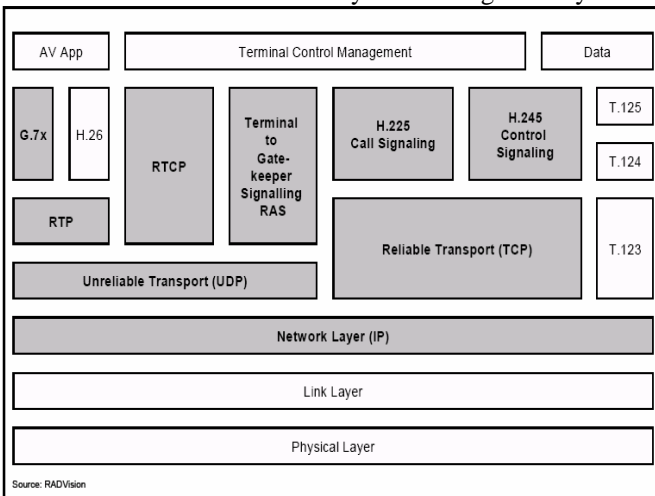 AV App
Terminal Control Management
Data
G.7x
H.26
RTCP
Terminal
to
Gate-
keeper
Signalling
RAS
H.225
Call Signaling
H.245
Control
Signaling
T.125
T.124
RTP
Reliable Transport (TCP)
T.123
Unreliable Transport (UDP)
Network Layer (IP)
Link Layer
Physical Layer
Source: RADVision